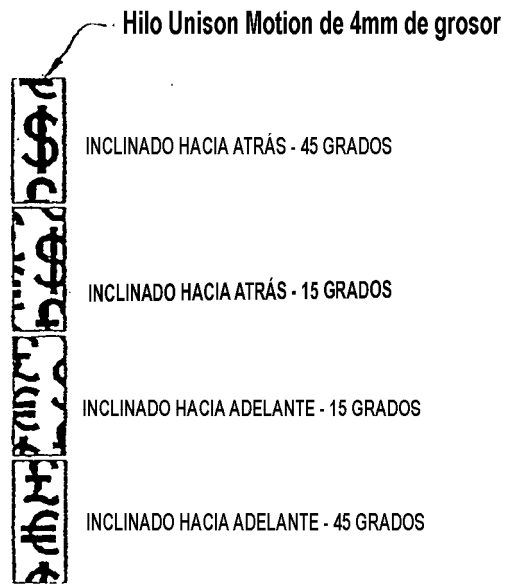 Hilo Unison Motion de 4mm de grosor
INCLINADO HACIA ATRÁS - 45 GRADOS
INCLINADO HACIA ATRÁS - 15 GRADOS
INCLINADO HACIA ADELANTE - 15 GRADOS
INCLINADO HACIA ADELANTE - 45 GRADOS